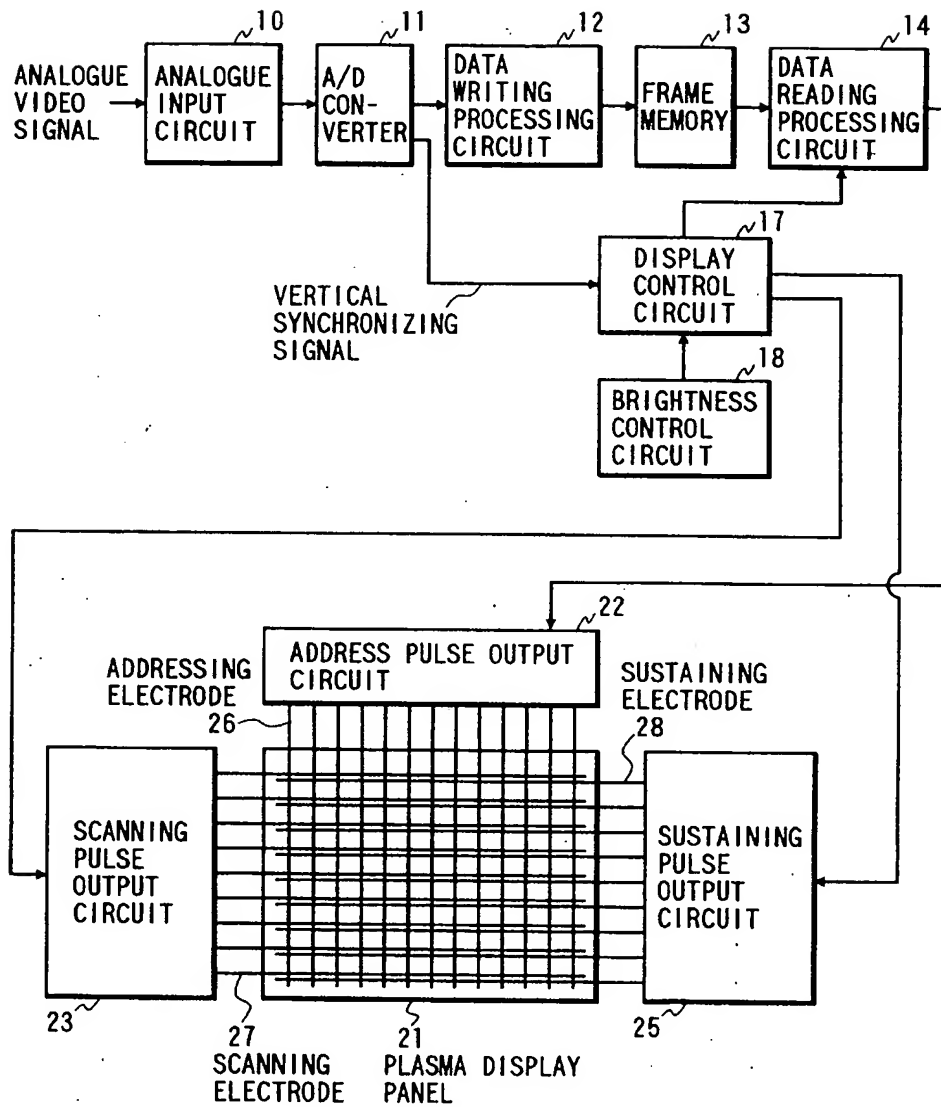 10
11
12
13
14
ANALOGUE
VIDEO
SIGNAL
ANALOGUE
INPUT
CIRCUIT
A/D
CON-
VERTER
DATA
WRITING
PROCESSING
CIRCUIT
FRAME
MEMORY
DATA
READING
PROCESSING
CIRCUIT
17
DISPLAY
CONTROL
CIRCUIT
VERTICAL
SYNCHRONIZING
SIGNAL
18
BRIGHTNESS
CONTROL
CIRCUIT
22
ADDRESS PULSE OUTPUT
CIRCUIT
ADDRESSING
ELECTRODE
26
SUSTAINING
ELECTRODE
28
SCANNING
PULSE
OUTPUT
CIRCUIT
SUSTAINING
PULSE
OUTPUT
CIRCUIT
23
27
SCANNING
ELECTRODE
21
PLASMA DISPLAY
PANEL
25